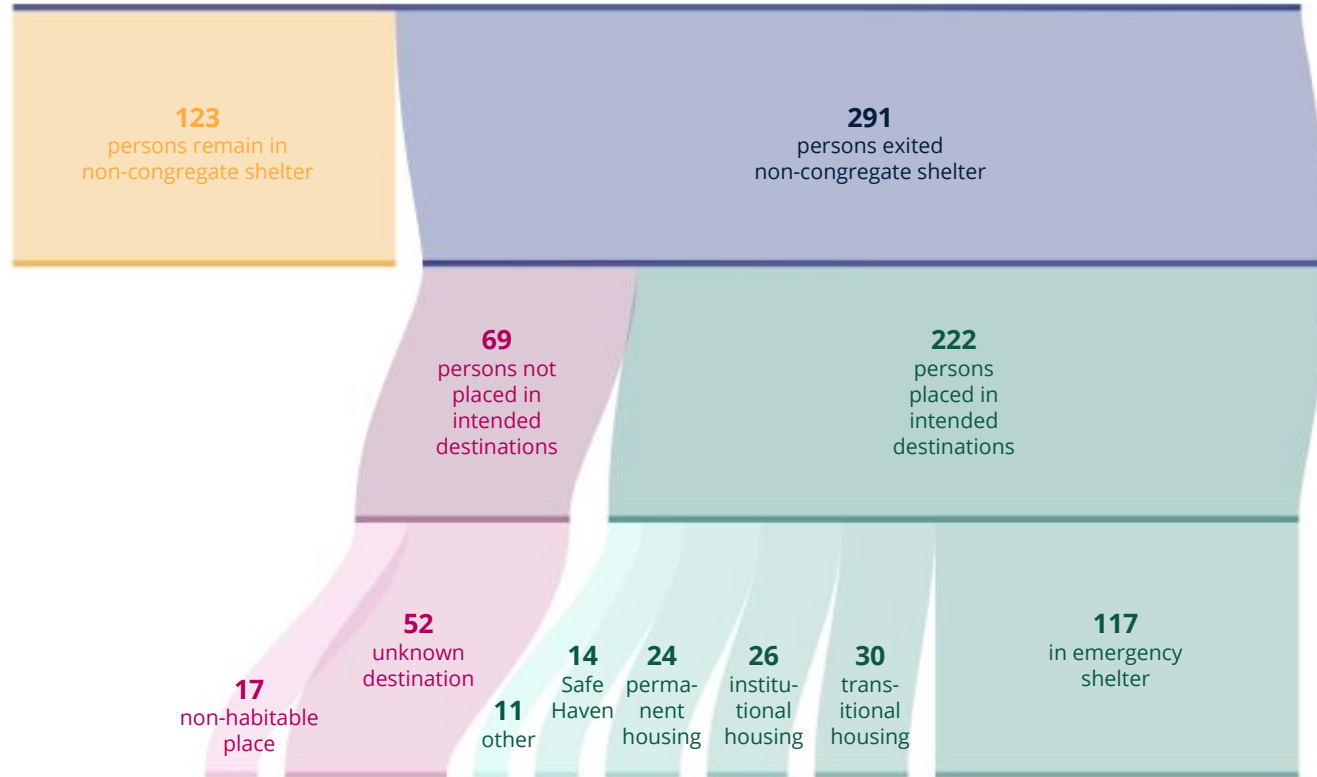 123
persons remain in
non-congregate shelter
291
persons exited
non-congregate shelter
69
persons not
placed in
intended
destinations
222
persons
placed in
intended
destinations
17
non-habitable
place
52
unknown
destination
11
other
14
Safe
Haven
24
perma-
nent
housing
26
institu-
tional
housing
30
trans-
itional
housing
117
in emergency
shelter